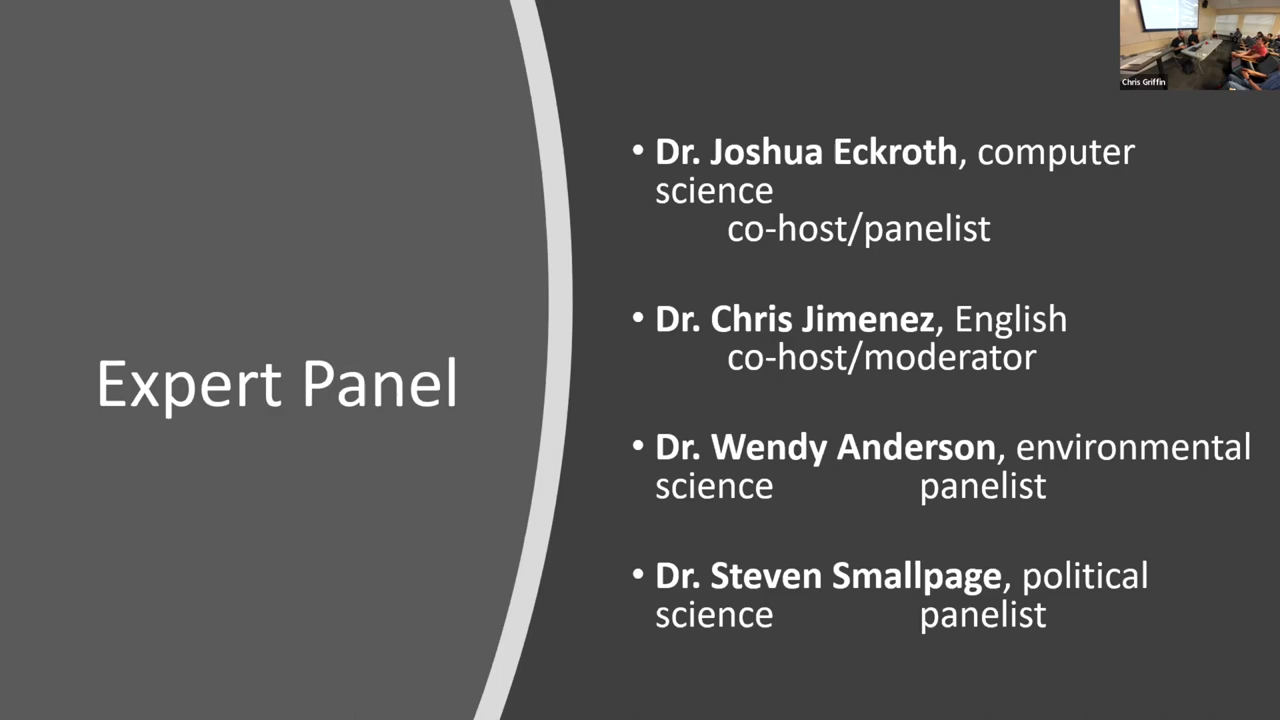 Expert Panel
• Dr. Joshua Eckroth, computer
science
co-host/panelist
• Dr. Chris Jimenez, English
co-host/moderator
• Dr. Wendy Anderson, environmental
science panelist
• Dr. Steven Smallpage, political
science panelist
Chris Griffin